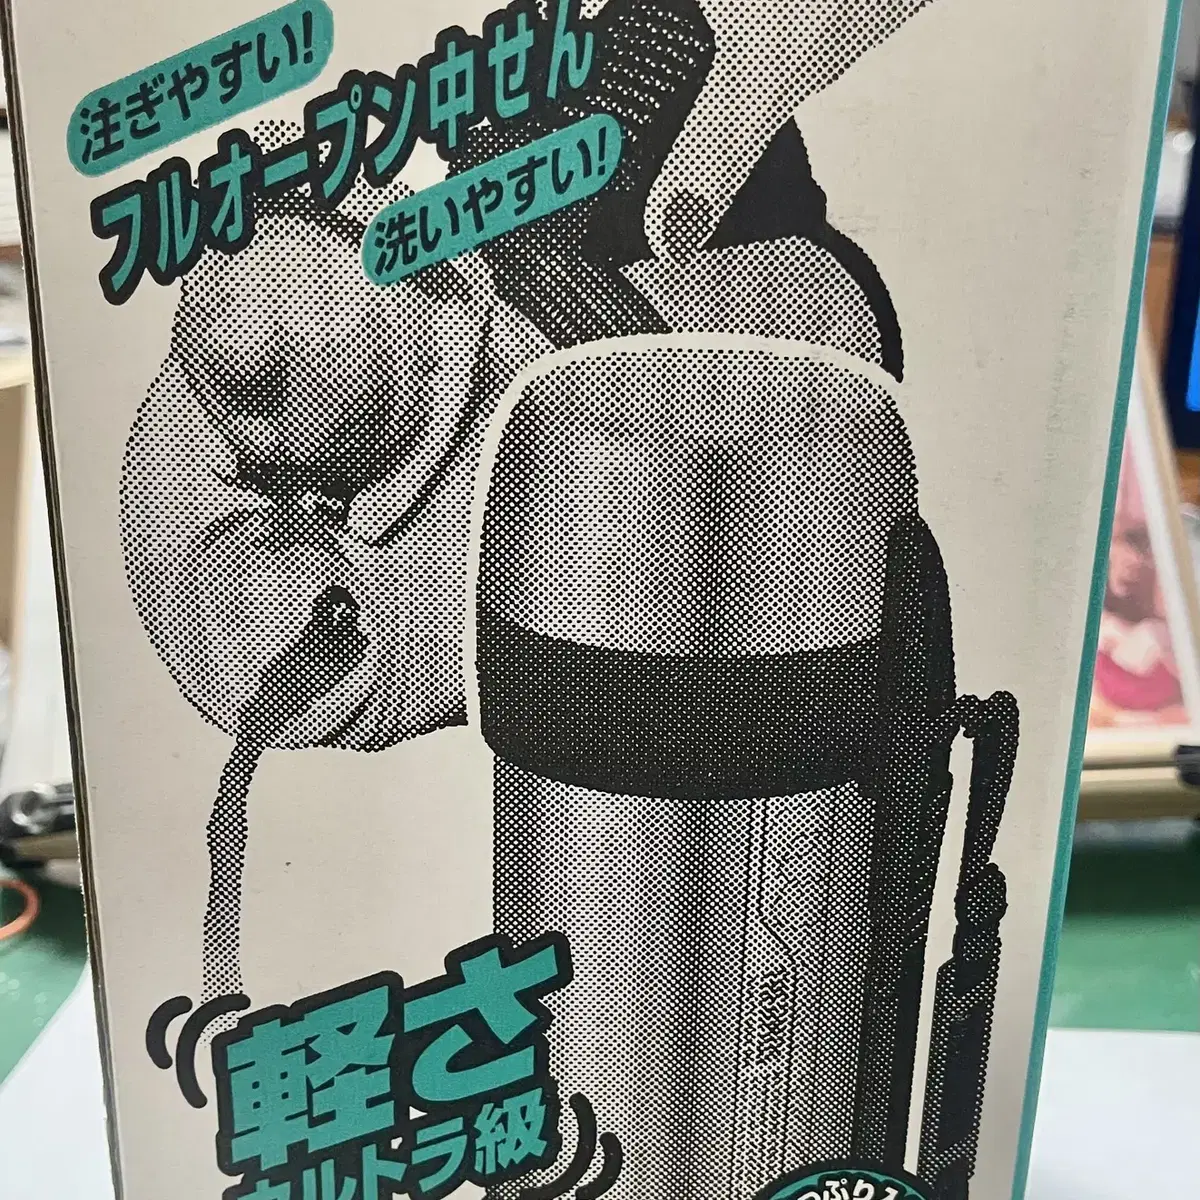 注ぎやすい!
フルオープン中せん
洗いやすい!
軽さ
ウルトラ級